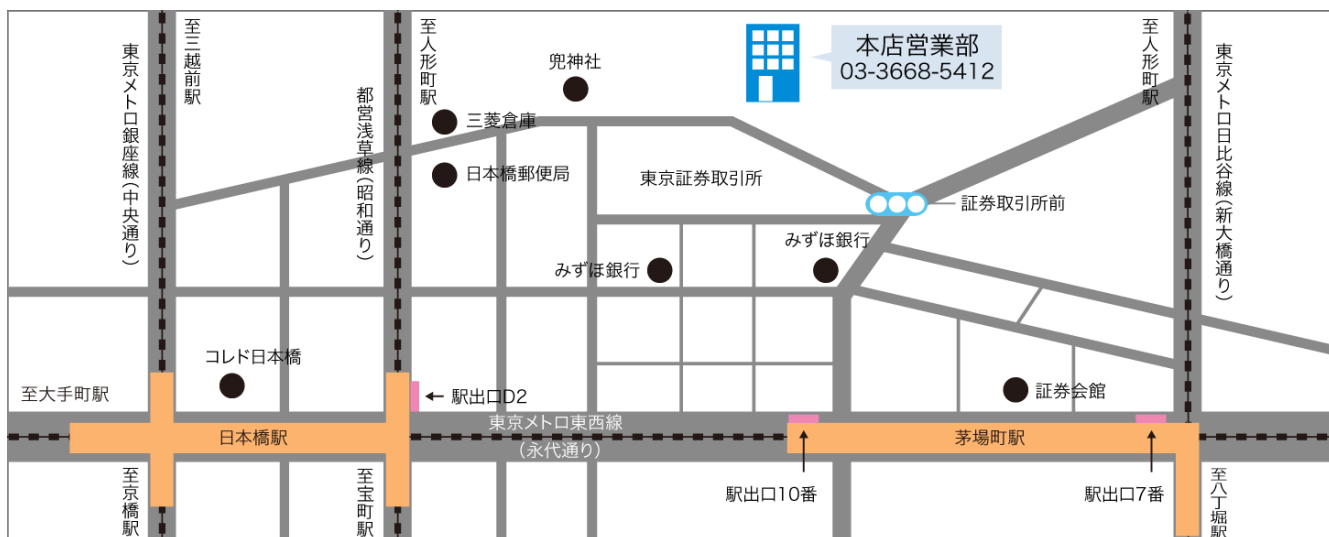 至三越前駅
東京メトロ銀座線(中央通り)
至人形町駅
都営浅草線(昭和通り)
兜神社
三菱倉庫
日本橋郵便局
本店営業部
03-3668-5412
至人形町駅
東京メトロ日比谷線(新大橋通り)
東京証券取引所
証券取引所前
みずほ銀行
みずほ銀行
コレド日本橋
至大手町駅
駅出口D2
証券会館
東京メトロ東西線
(永代通り)
日本橋駅
茅場町駅
至京橋駅
至宝町駅
駅出口10番
駅出口7番
至八丁堀駅